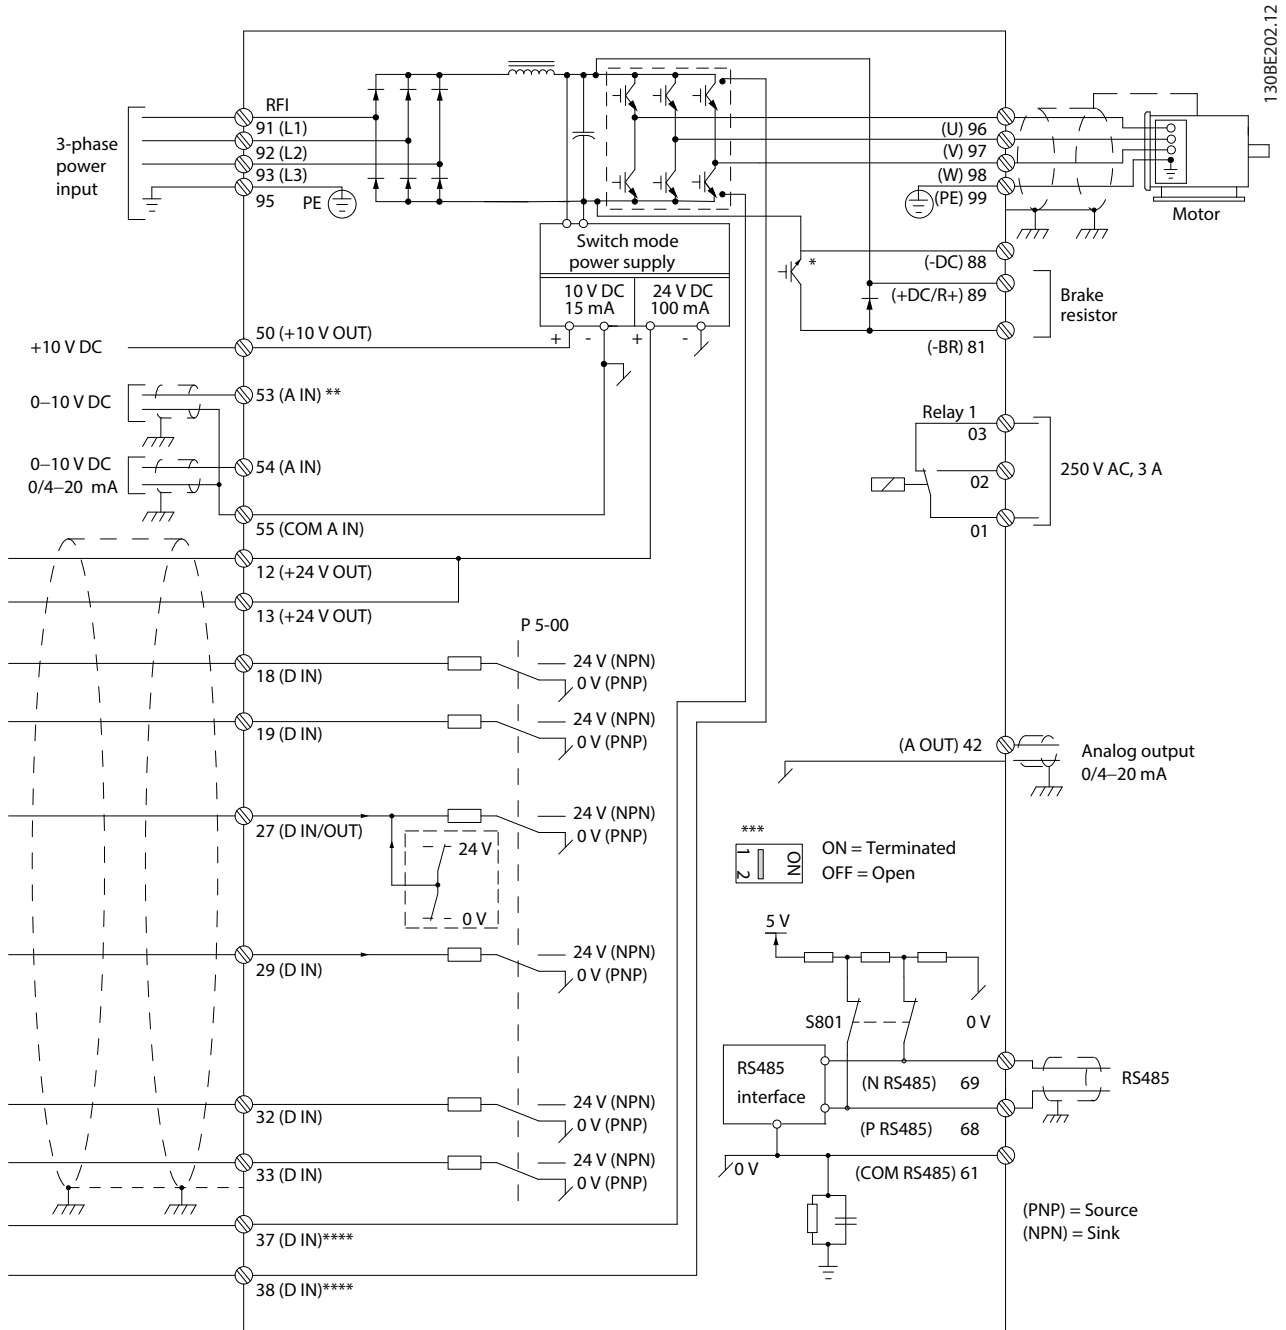 130BE202.12
3-phase
power
input
RFI
91 (L1)
92 (L2)
93 (L3)
95
PE
(U) 96
(V) 97
(W) 98
(PE) 99
Motor
Switch mode
power supply
10 V DC
15 mA
24 V DC
100 mA
+
-
+
-
*
(-DC) 88
(+DC/R+) 89
(-BR) 81
Brake
resistor
+10 V DC
50 (+10 V OUT)
0–10 V DC
53 (A IN) **
0–10 V DC
0/4–20 mA
54 (A IN)
55 (COM A IN)
Relay 1
03
02
01
250 V AC, 3 A
12 (+24 V OUT)
13 (+24 V OUT)
P 5-00
18 (D IN)
24 V (NPN)
0 V (PNP)
19 (D IN)
24 V (NPN)
0 V (PNP)
27 (D IN/OUT)
24 V (NPN)
0 V (PNP)
24 V
0 V
29 (D IN)
24 V (NPN)
0 V (PNP)
32 (D IN)
24 V (NPN)
0 V (PNP)
33 (D IN)
24 V (NPN)
0 V (PNP)
37 (D IN)****
38 (D IN)****
(A OUT) 42
Analog output
0/4–20 mA
***
1
2
ON
ON = Terminated
OFF = Open
5 V
S801
0 V
RS485
interface
(N RS485) 69
(P RS485) 68
RS485
0 V
(COM RS485) 61
(PNP) = Source
(NPN) = Sink